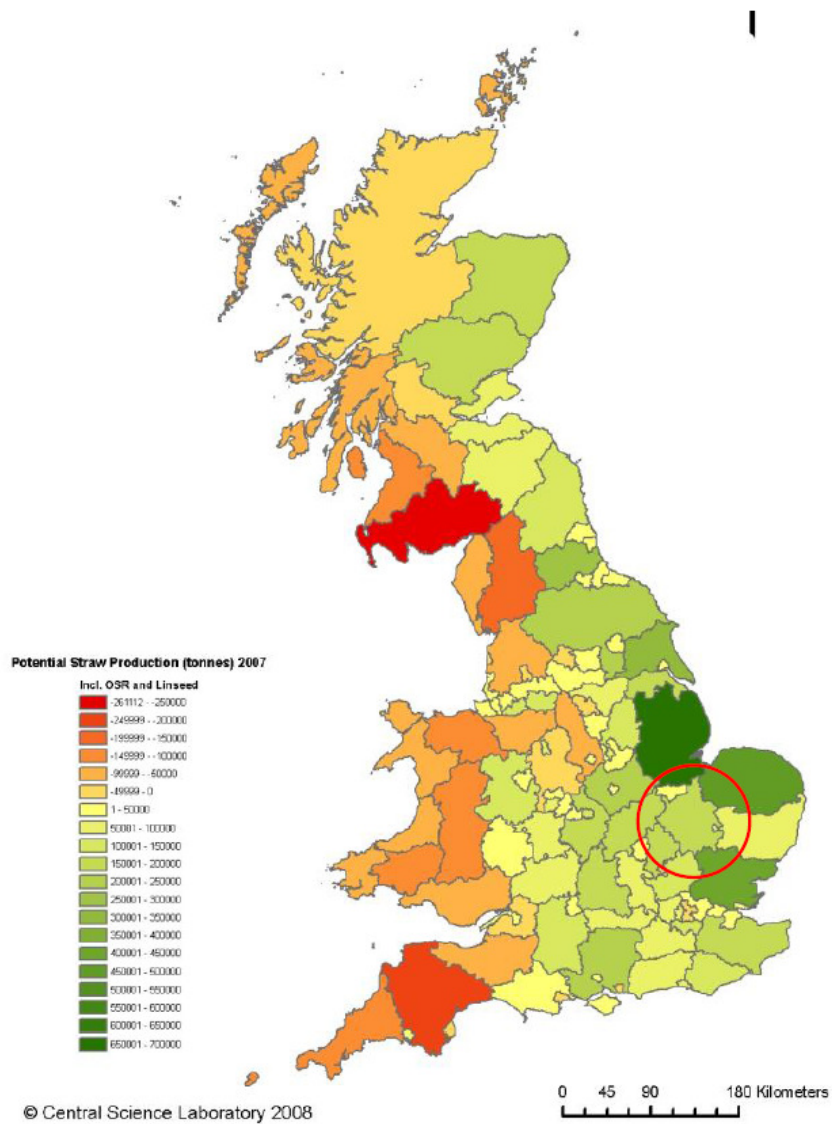 Potential Straw Production (tonnes) 2007
Incl. OSR and Linseed
-261112 - -250000
-249999 - -200000
-199999 - -150000
-149999 - -100000
-99999 - -50000
-49999 - 0
1 - 50000
50001 - 100000
100001 - 150000
150001 - 200000
200001 - 250000
250001 - 300000
300001 - 350000
350001 - 400000
400001 - 450000
450001 - 500000
500001 - 550000
550001 - 600000
600001 - 650000
650001 - 700000
0 45 90 180 Kilometers
© Central Science Laboratory 2008